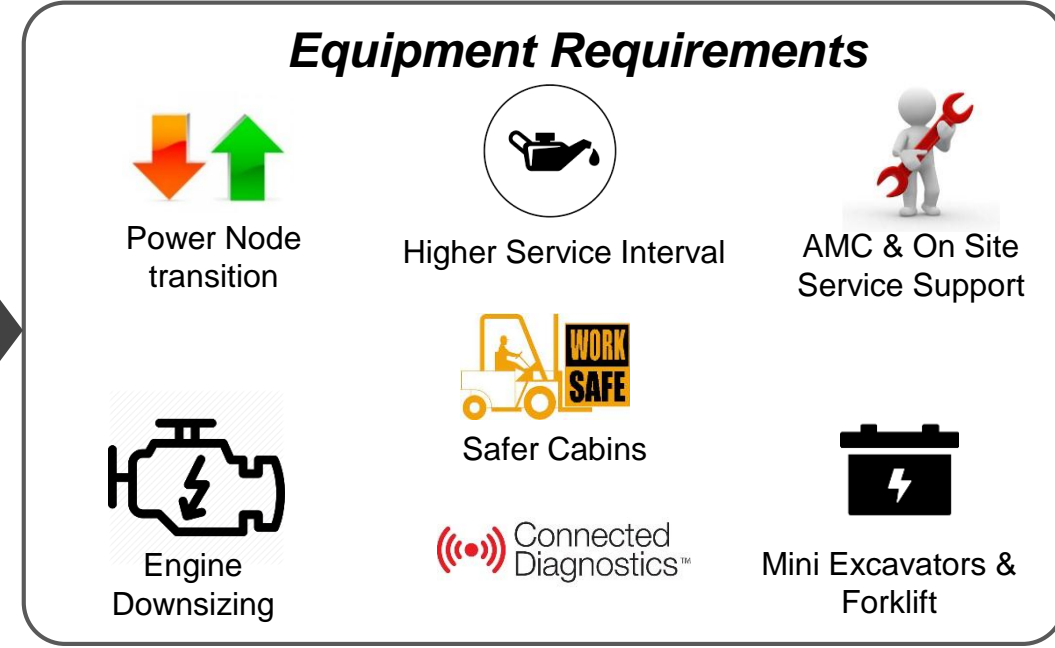 Equipment Requirements
Power Node
transition
Higher Service Interval
AMC & On Site
Service Support
WORK
SAFE
Safer Cabins
Engine
Downsizing
Connected
Diagnostics™
Mini Excavators &
Forklift